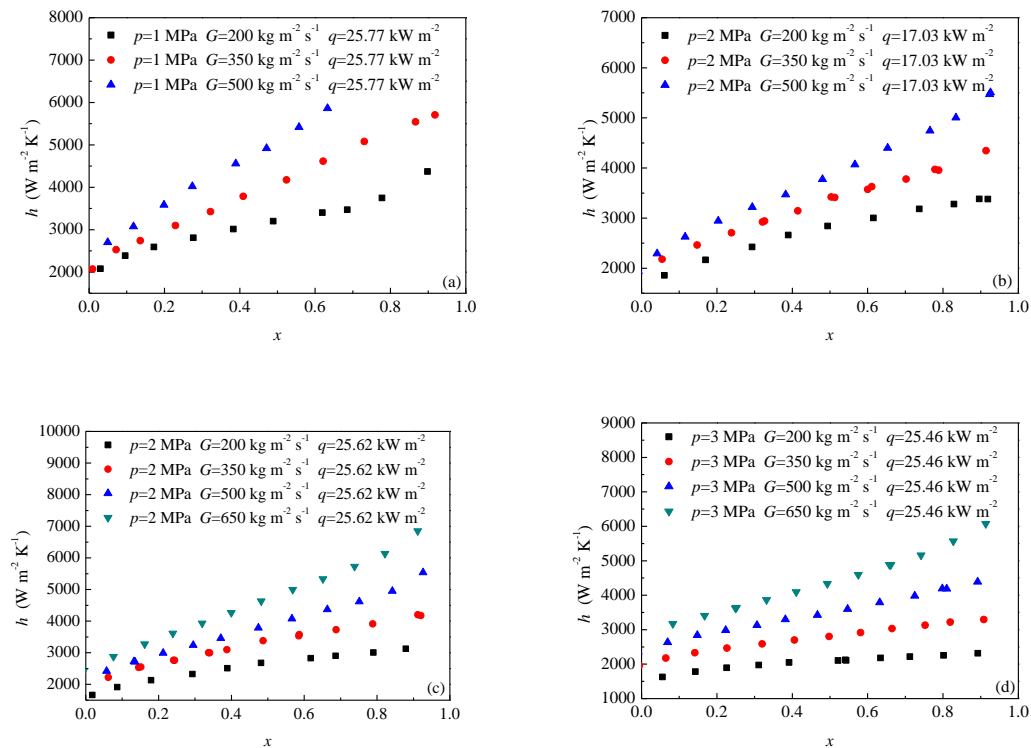 8000
7000
6000
5000
4000
3000
2000
h (W m⁻² K⁻¹)
p=1 MPa G=200 kg m⁻² s⁻¹ q=25.77 kW m⁻²
p=1 MPa G=350 kg m⁻² s⁻¹ q=25.77 kW m⁻²
p=1 MPa G=500 kg m⁻² s⁻¹ q=25.77 kW m⁻²
(a)
0.0 0.2 0.4 0.6 0.8 1.0
x
7000
6000
5000
4000
3000
2000
h (W m⁻² K⁻¹)
p=2 MPa G=200 kg m⁻² s⁻¹ q=17.03 kW m⁻²
p=2 MPa G=350 kg m⁻² s⁻¹ q=17.03 kW m⁻²
p=2 MPa G=500 kg m⁻² s⁻¹ q=17.03 kW m⁻²
(b)
0.0 0.2 0.4 0.6 0.8 1.0
x
10000
9000
8000
7000
6000
5000
4000
3000
2000
h (W m⁻² K⁻¹)
p=2 MPa G=200 kg m⁻² s⁻¹ q=25.62 kW m⁻²
p=2 MPa G=350 kg m⁻² s⁻¹ q=25.62 kW m⁻²
p=2 MPa G=500 kg m⁻² s⁻¹ q=25.62 kW m⁻²
p=2 MPa G=650 kg m⁻² s⁻¹ q=25.62 kW m⁻²
(c)
0.0 0.2 0.4 0.6 0.8 1.0
x
9000
8000
7000
6000
5000
4000
3000
2000
1000
h (W m⁻² K⁻¹)
p=3 MPa G=200 kg m⁻² s⁻¹ q=25.46 kW m⁻²
p=3 MPa G=350 kg m⁻² s⁻¹ q=25.46 kW m⁻²
p=3 MPa G=500 kg m⁻² s⁻¹ q=25.46 kW m⁻²
p=3 MPa G=650 kg m⁻² s⁻¹ q=25.46 kW m⁻²
(d)
0.0 0.2 0.4 0.6 0.8 1.0
x